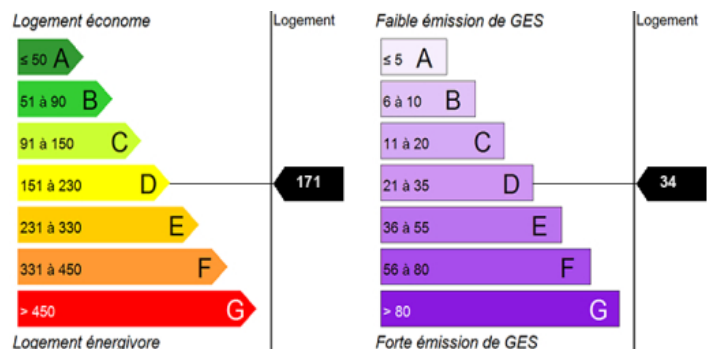 Logement économe
Logement
≤ 50 A
51 à 90 B
91 à 150 C
151 à 230 D
171
231 à 330 E
331 à 450 F
> 450 G
Logement énergivore
Faible émission de GES
Logement
≤ 5 A
6 à 10 B
11 à 20 C
21 à 35 D
34
36 à 55 E
56 à 80 F
> 80 G
Forte émission de GES